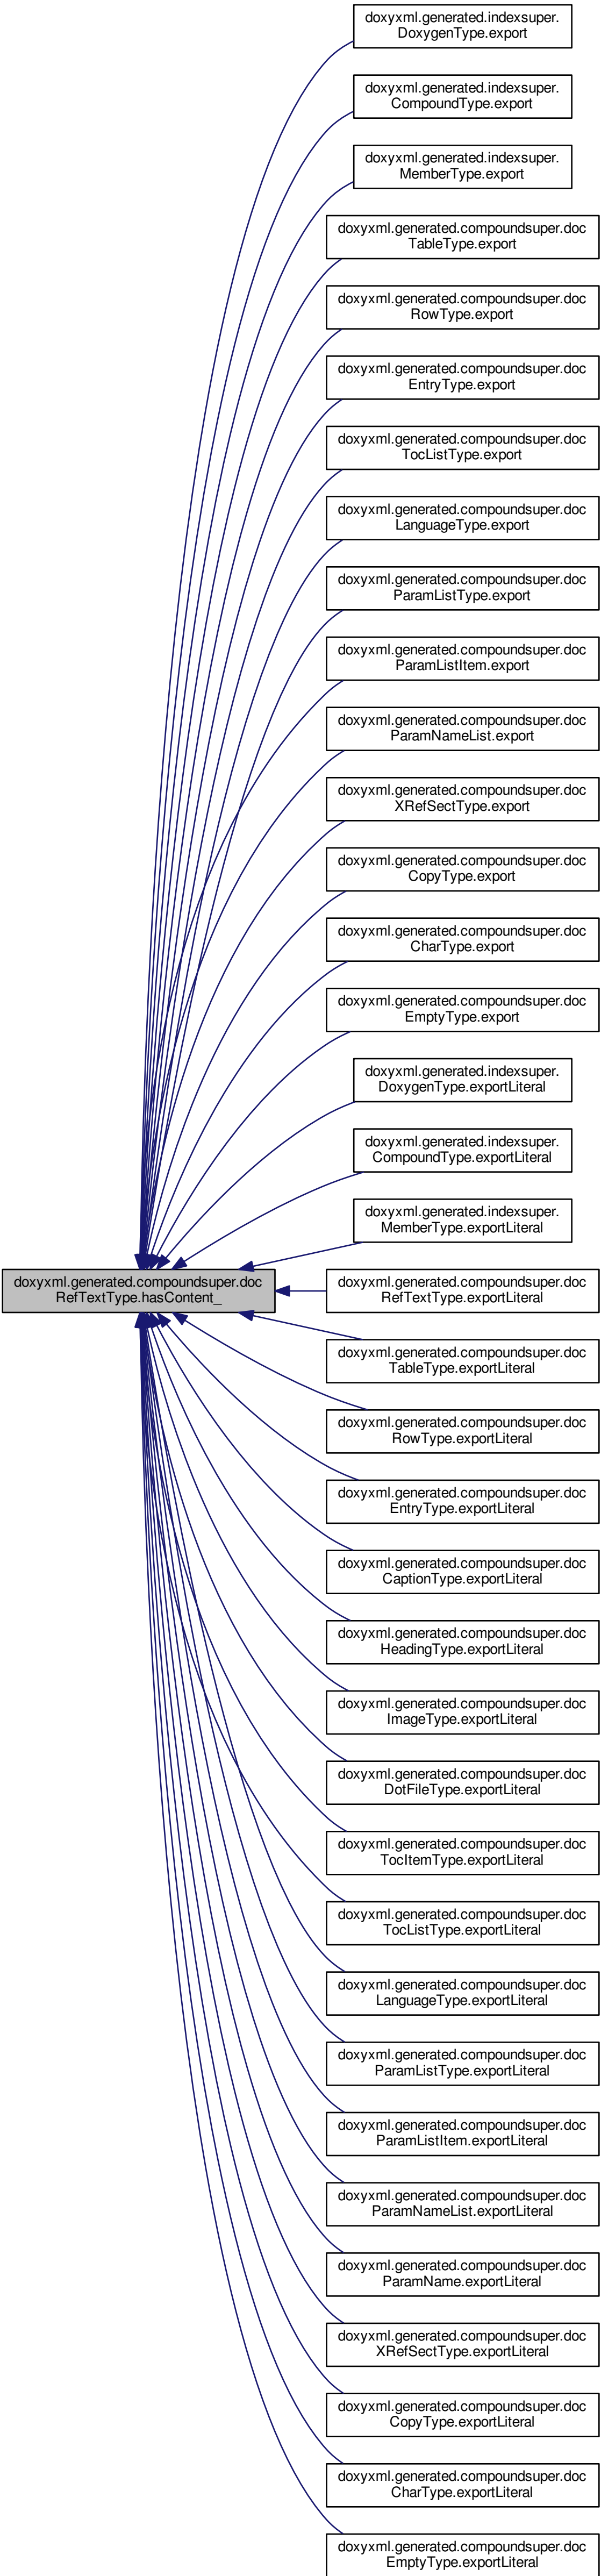 doxyxml.generated.indexsuper.
DoxygenType.export
doxyxml.generated.indexsuper.
CompoundType.export
doxyxml.generated.indexsuper.
MemberType.export
doxyxml.generated.compoundsuper.doc
TableType.export
doxyxml.generated.compoundsuper.doc
RowType.export
doxyxml.generated.compoundsuper.doc
EntryType.export
doxyxml.generated.compoundsuper.doc
TocListType.export
doxyxml.generated.compoundsuper.doc
LanguageType.export
doxyxml.generated.compoundsuper.doc
ParamListType.export
doxyxml.generated.compoundsuper.doc
ParamListItem.export
doxyxml.generated.compoundsuper.doc
ParamNameList.export
doxyxml.generated.compoundsuper.doc
XRefSectType.export
doxyxml.generated.compoundsuper.doc
CopyType.export
doxyxml.generated.compoundsuper.doc
CharType.export
doxyxml.generated.compoundsuper.doc
EmptyType.export
doxyxml.generated.indexsuper.
DoxygenType.exportLiteral
doxyxml.generated.indexsuper.
CompoundType.exportLiteral
doxyxml.generated.indexsuper.
MemberType.exportLiteral
doxyxml.generated.compoundsuper.doc
RefTextType.hasContent_
doxyxml.generated.compoundsuper.doc
RefTextType.exportLiteral
doxyxml.generated.compoundsuper.doc
TableType.exportLiteral
doxyxml.generated.compoundsuper.doc
RowType.exportLiteral
doxyxml.generated.compoundsuper.doc
EntryType.exportLiteral
doxyxml.generated.compoundsuper.doc
CaptionType.exportLiteral
doxyxml.generated.compoundsuper.doc
HeadingType.exportLiteral
doxyxml.generated.compoundsuper.doc
ImageType.exportLiteral
doxyxml.generated.compoundsuper.doc
DotFileType.exportLiteral
doxyxml.generated.compoundsuper.doc
TocItemType.exportLiteral
doxyxml.generated.compoundsuper.doc
TocListType.exportLiteral
doxyxml.generated.compoundsuper.doc
LanguageType.exportLiteral
doxyxml.generated.compoundsuper.doc
ParamListType.exportLiteral
doxyxml.generated.compoundsuper.doc
ParamListItem.exportLiteral
doxyxml.generated.compoundsuper.doc
ParamNameList.exportLiteral
doxyxml.generated.compoundsuper.doc
ParamName.exportLiteral
doxyxml.generated.compoundsuper.doc
XRefSectType.exportLiteral
doxyxml.generated.compoundsuper.doc
CopyType.exportLiteral
doxyxml.generated.compoundsuper.doc
CharType.exportLiteral
doxyxml.generated.compoundsuper.doc
EmptyType.exportLiteral